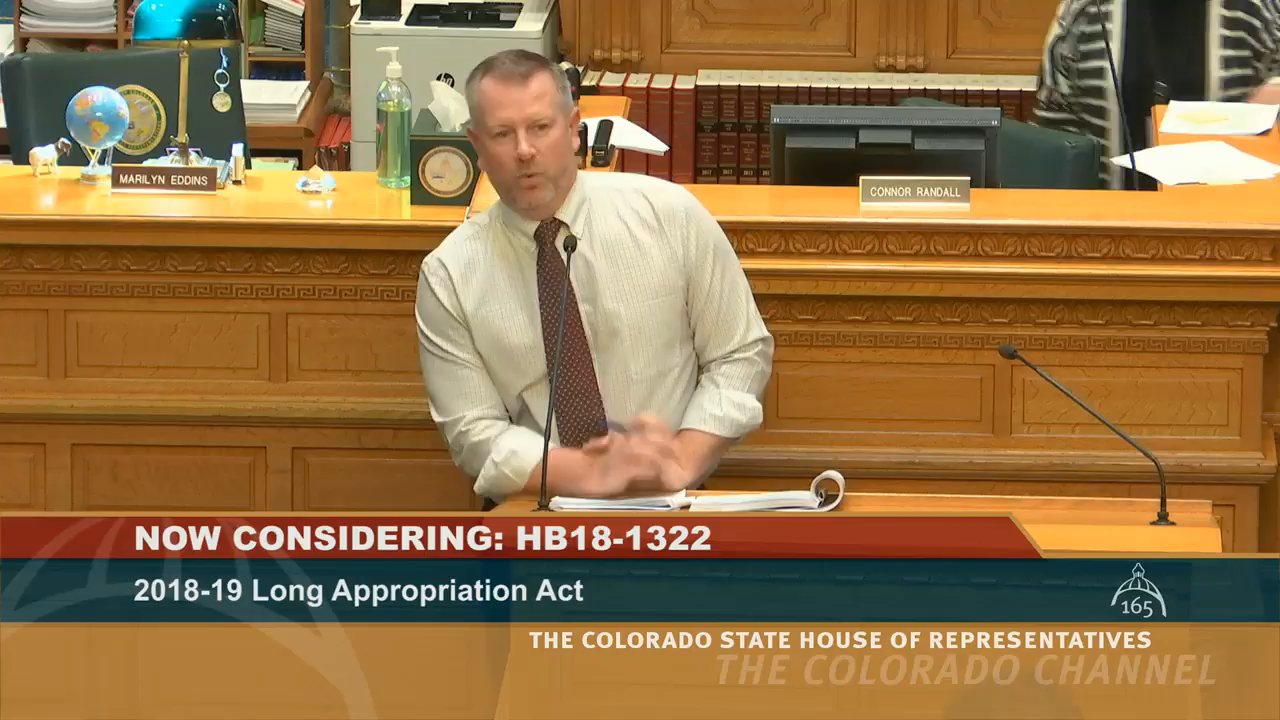 MARILYN EDDINS
CONNOR RANDALL
NOW CONSIDERING: HB18-1322
2018-19 Long Appropriation Act
165
THE COLORADO STATE HOUSE OF REPRESENTATIVES
THE COLORADO CHANNEL